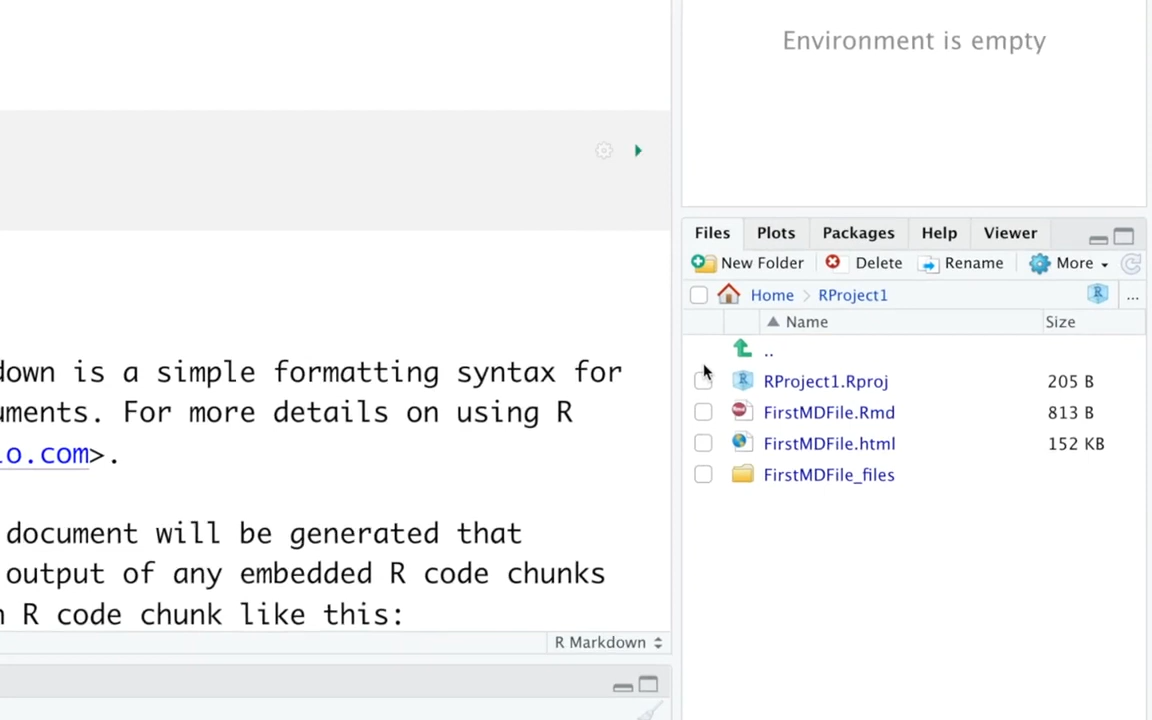 Environment is empty
Files Plots Packages Help Viewer
New Folder Delete Rename More
Home RProject1 ...
Name Size
..
RProject1.Rproj 205 B
FirstMDFile.Rmd 813 B
FirstMDFile.html 152 KB
FirstMDFile_files
down is a simple formatting syntax for
uments. For more details on using R
io.com>.
document will be generated that
output of any embedded R code chunks
n R code chunk like this:
R Markdown